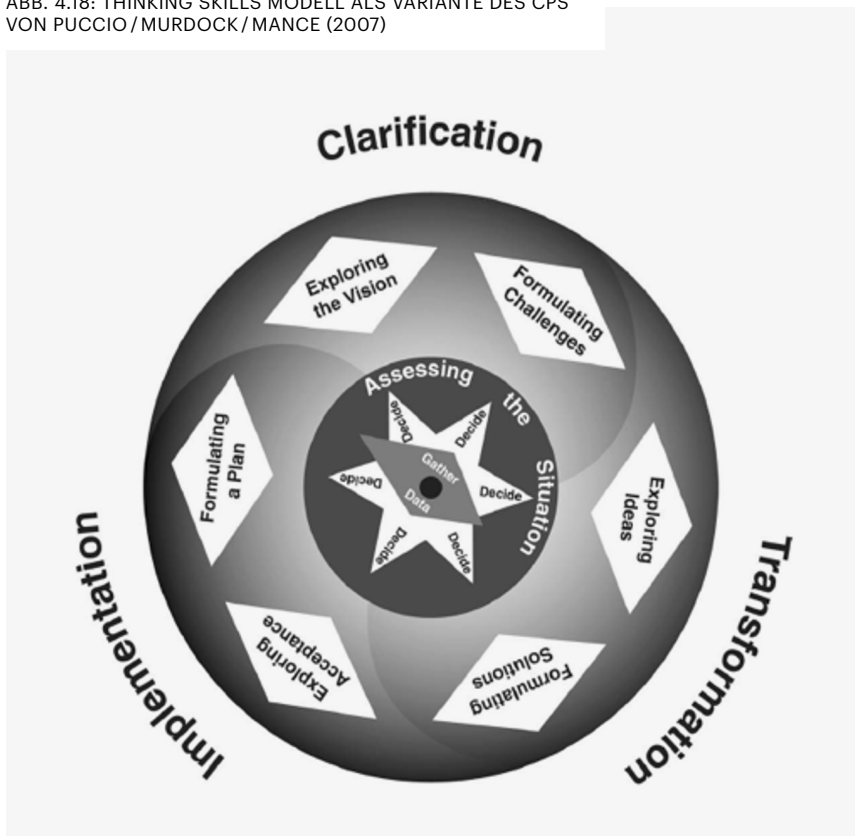 ABB. 4.18: THINKING SKILLS MODELL ALS VARIANTE DES CPS
VON PUCCIO / MURDOCK / MANCE (2007)
Clarification
Exploring
the Vision
Formulating
Challenges
Exploring
Ideas
Transformation
Formulating
Solutions
Exploring
Acceptance
Implementation
Formulating
a Plan
Assessing the Situation
Decide
Decide
Decide
Decide
Decide
Decide
Gather
Data